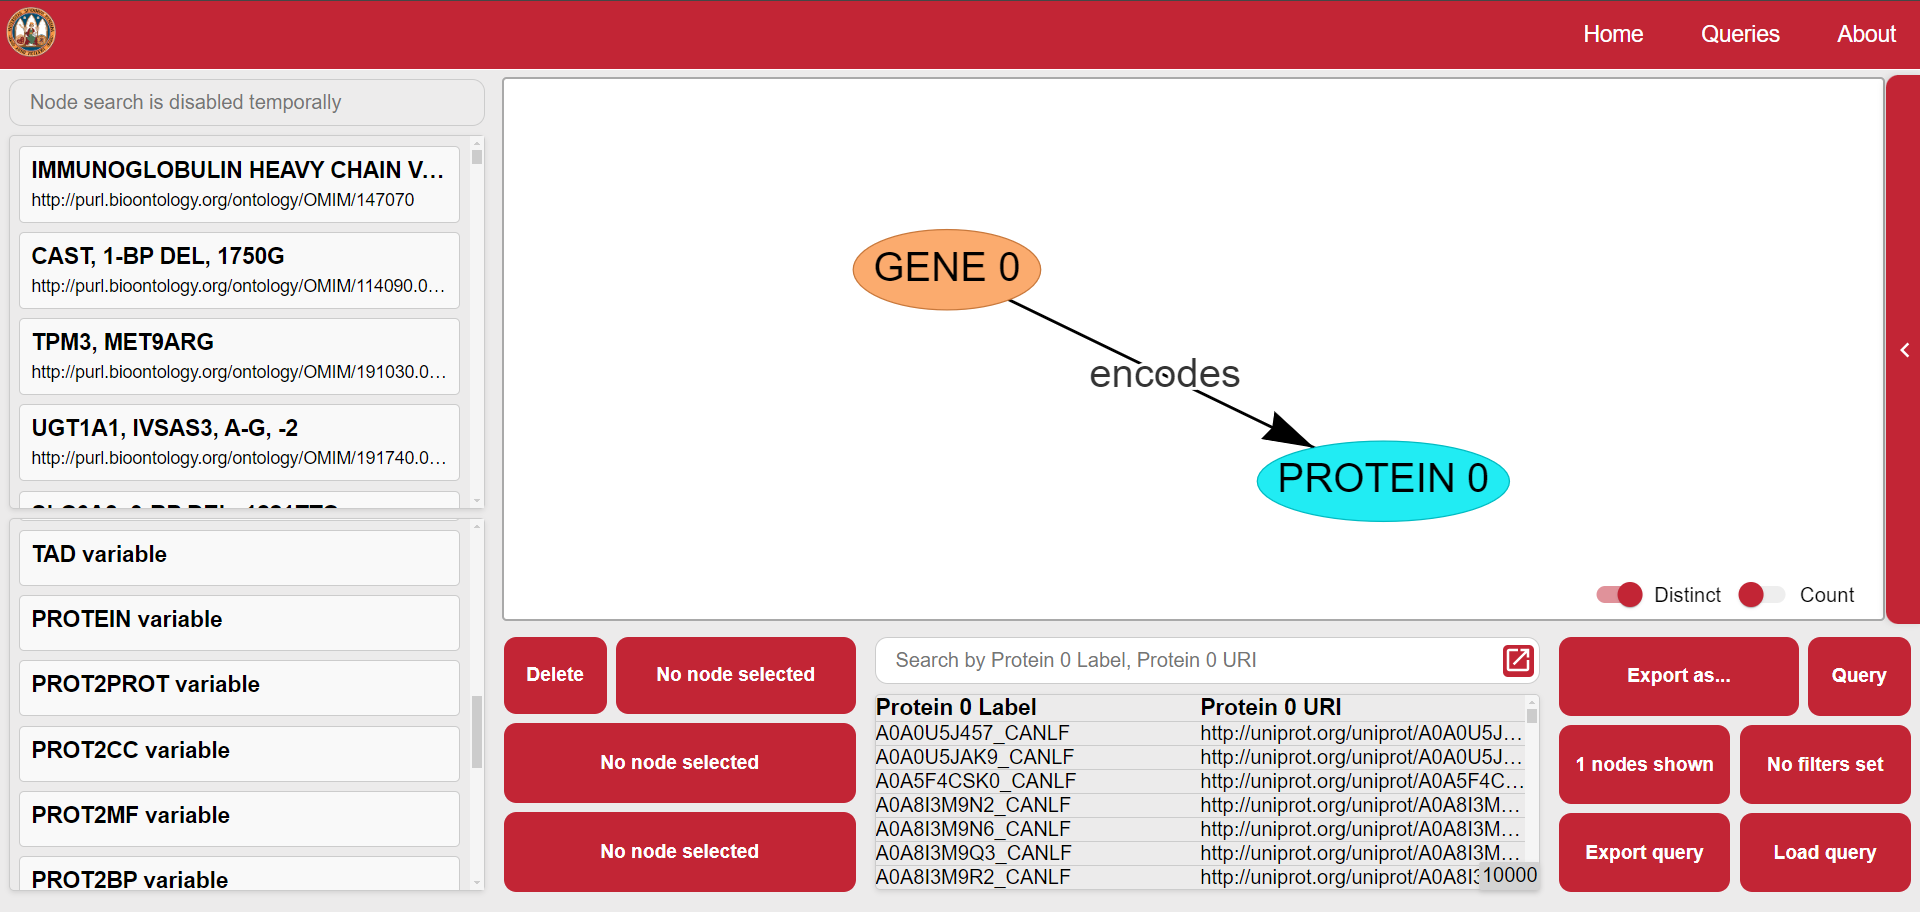 Home Queries About
Node search is disabled temporally
IMMUNOGLOBULIN HEAVY CHAIN V...
http://purl.bioontology.org/ontology/OMIM/147070
CAST, 1-BP DEL, 1750G
http://purl.bioontology.org/ontology/OMIM/114090.0...
TPM3, MET9ARG
http://purl.bioontology.org/ontology/OMIM/191030.0...
UGT1A1, IVSAS3, A-G, -2
http://purl.bioontology.org/ontology/OMIM/191740.0...
TAD variable
PROTEIN variable
PROT2PROT variable
PROT2CC variable
PROT2MF variable
PROT2BP variable
GENE 0
encodes
PROTEIN 0
Distinct Count
Delete
No node selected
No node selected
No node selected
Search by Protein 0 Label, Protein 0 URI
Protein 0 Label Protein 0 URI
A0A0U5J457_CANLF http://uniprot.org/uniprot/A0A0U5J...
A0A0U5JAK9_CANLF http://uniprot.org/uniprot/A0A0U5J...
A0A5F4CSK0_CANLF http://uniprot.org/uniprot/A0A5F4C...
A0A8I3M9N2_CANLF http://uniprot.org/uniprot/A0A8I3M...
A0A8I3M9N6_CANLF http://uniprot.org/uniprot/A0A8I3M...
A0A8I3M9Q3_CANLF http://uniprot.org/uniprot/A0A8I3M...
A0A8I3M9R2_CANLF http://uniprot.org/uniprot/A0A8I3
10000
Export as...
Query
1 nodes shown
No filters set
Export query
Load query